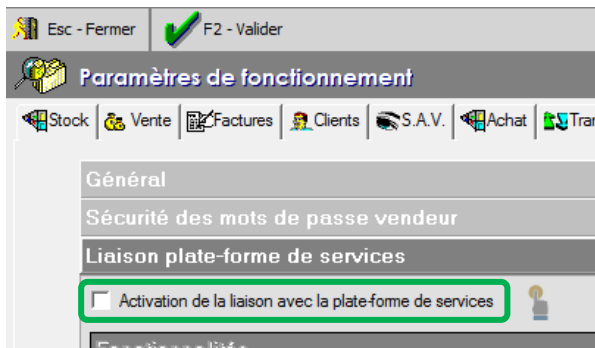 Esc - Fermer F2 - Valider
Paramètres de fonctionnement
Stock Vente Factures Clients S.A.V. Achat Tran
Général
Sécurité des mots de passe vendeur
Liaison plate-forme de services
Activation de la liaison avec la plate-forme de services